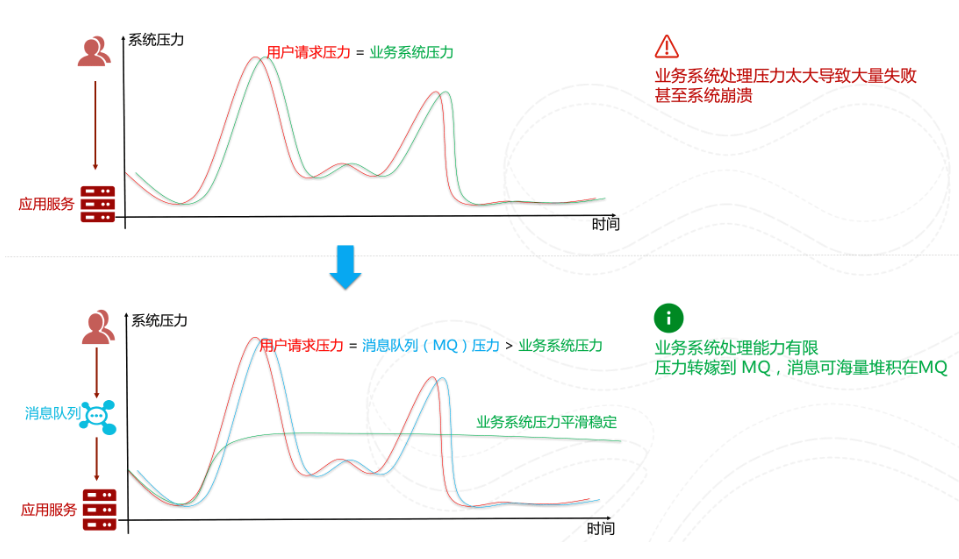 系统压力
用户请求压力 = 业务系统压力
业务系统处理压力太大导致大量失败
甚至系统崩溃
应用服务
时间
系统压力
用户请求压力 = 消息队列（MQ）压力 > 业务系统压力
业务系统处理能力有限
压力转嫁到 MQ，消息可海量堆积在MQ
消息队列
业务系统压力平滑稳定
应用服务
时间